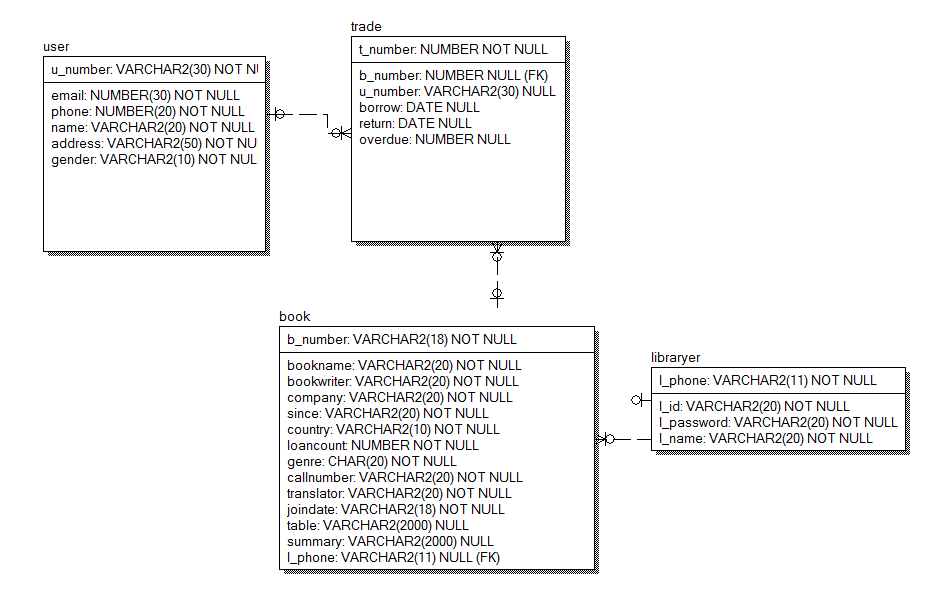 user
u_number: VARCHAR2(30) NOT NU
email: NUMBER(30) NOT NULL
phone: NUMBER(20) NOT NULL
name: VARCHAR2(20) NOT NULL
address: VARCHAR2(50) NOT NU
gender: VARCHAR2(10) NOT NUL
trade
t_number: NUMBER NOT NULL
b_number: NUMBER NULL (FK)
u_number: VARCHAR2(30) NULL
borrow: DATE NULL
return: DATE NULL
overdue: NUMBER NULL
book
b_number: VARCHAR2(18) NOT NULL
bookname: VARCHAR2(20) NOT NULL
bookwriter: VARCHAR2(20) NOT NULL
company: VARCHAR2(20) NOT NULL
since: VARCHAR2(20) NOT NULL
country: VARCHAR2(10) NOT NULL
loancount: NUMBER NOT NULL
genre: CHAR(20) NOT NULL
callnumber: VARCHAR2(20) NOT NULL
translator: VARCHAR2(20) NOT NULL
joindate: VARCHAR2(18) NOT NULL
table: VARCHAR2(2000) NULL
summary: VARCHAR2(2000) NULL
l_phone: VARCHAR2(11) NULL (FK)
libraryer
l_phone: VARCHAR2(11) NOT NULL
l_id: VARCHAR2(20) NOT NULL
l_password: VARCHAR2(20) NOT NULL
l_name: VARCHAR2(20) NOT NULL